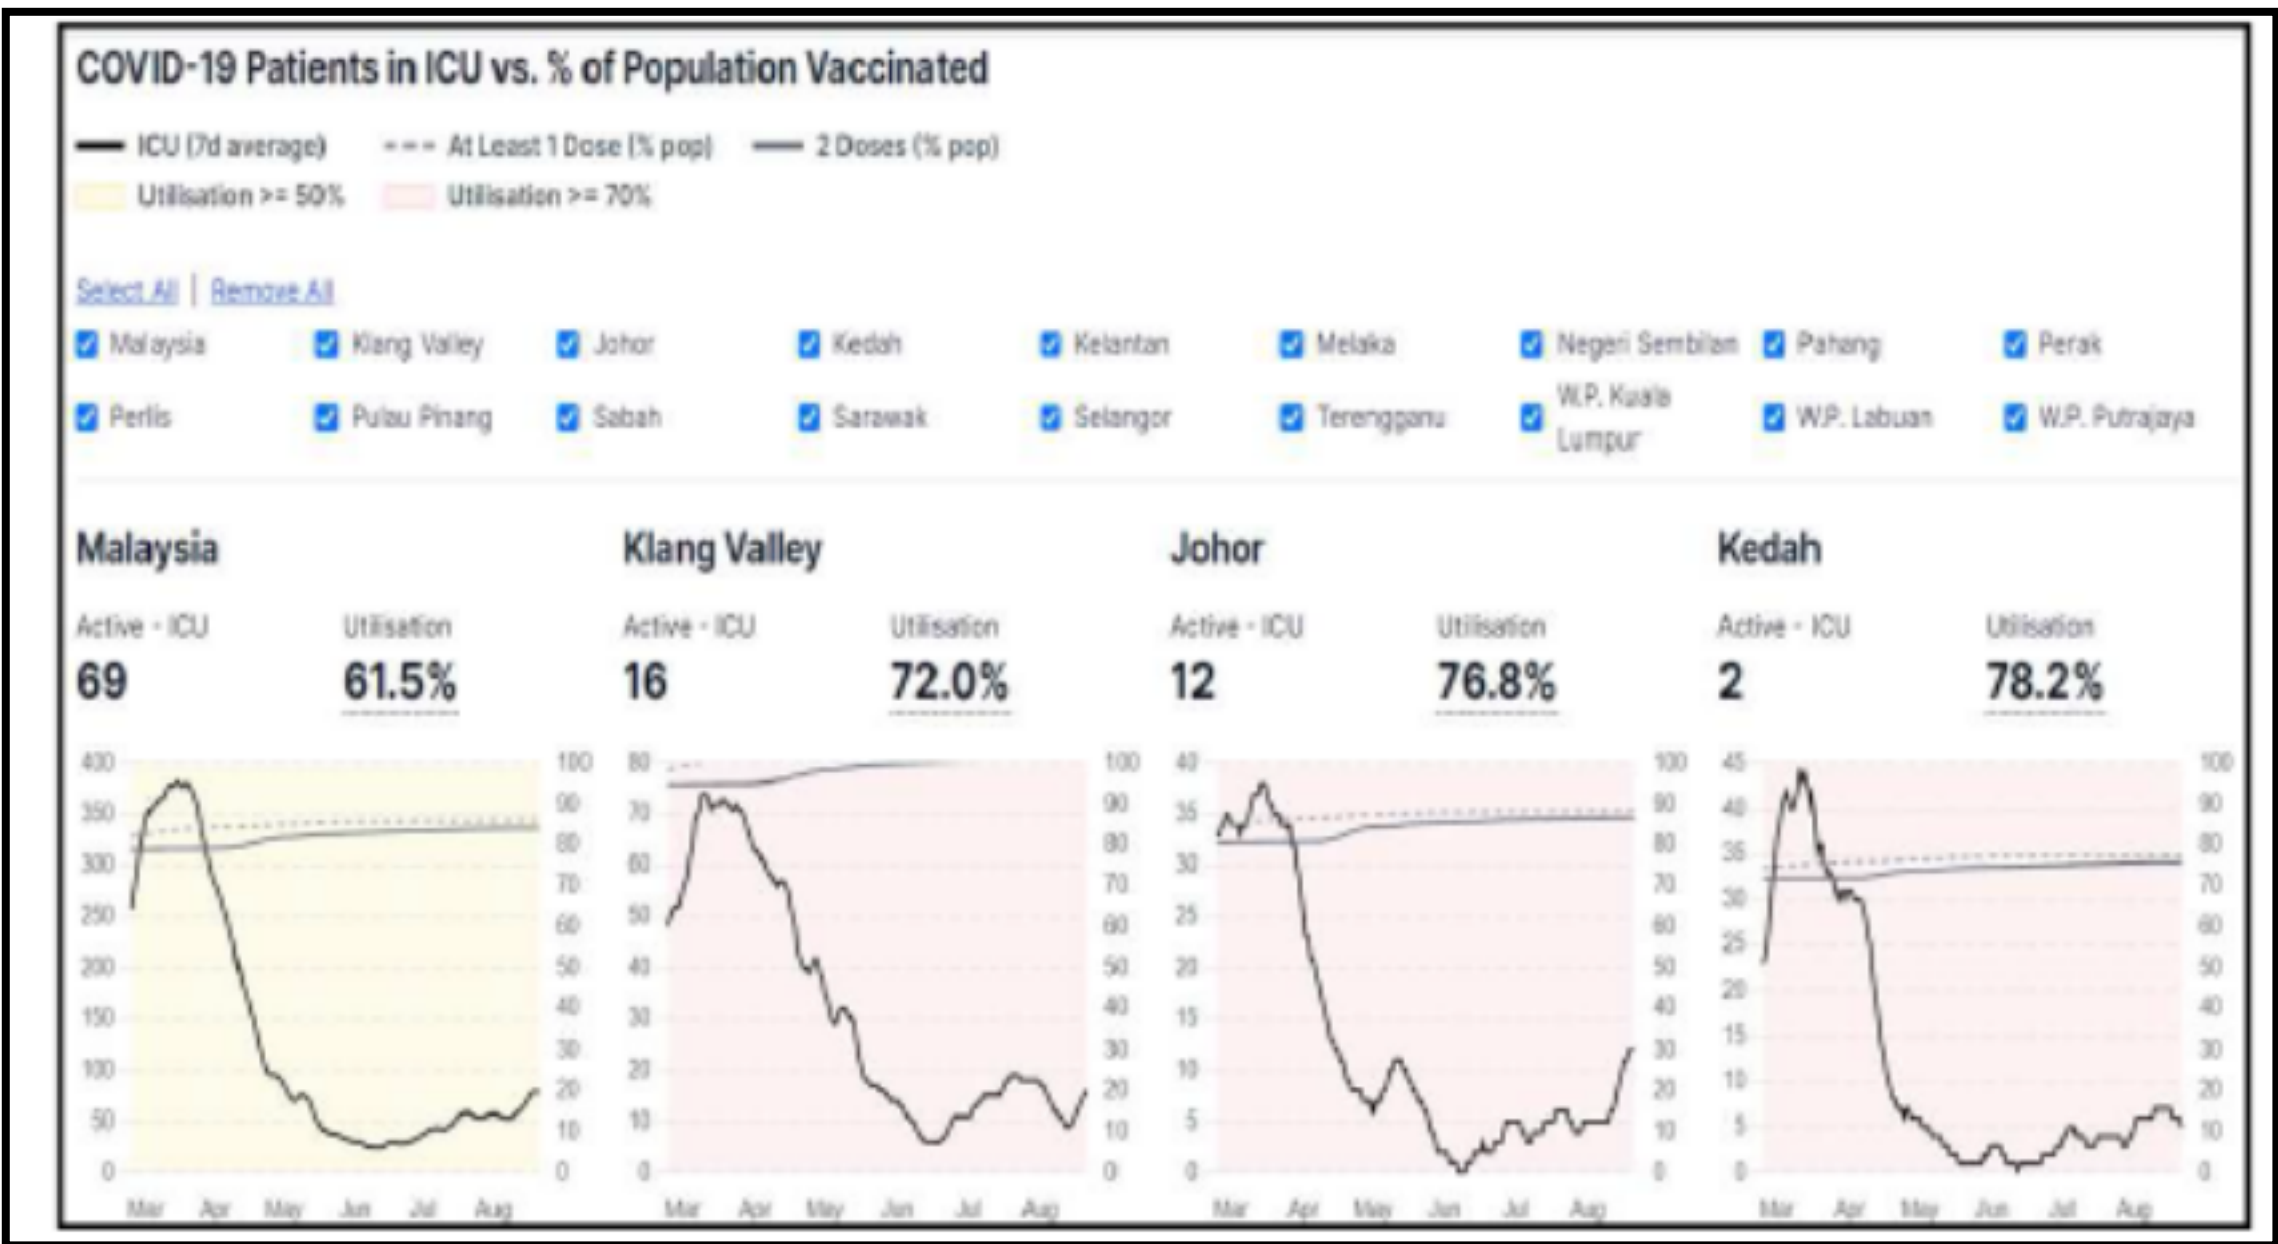 COVID-19 Patients in ICU vs. % of Population Vaccinated
ICU (7d average) At Least 1 Dose (% pop) 2 Doses (% pop)
Utilisation >= 50% Utilisation >= 70%
Select All | Remove All
Malaysia Klang Valley Johor Kedah Kelantan Melaka Negeri Sembilan Pahang Perak
Perlis Pulau Pinang Sabah Sarawak Selangor Terengganu W.P. Kuala Lumpur W.P. Labuan W.P. Putrajaya
Malaysia
Active - ICU Utilisation
69 61.5%
400 100
350 90
300 80
250 70
200 60
150 50
100 40
50 30
0 20
10
0
Mar Apr May Jun Jul Aug
Klang Valley
Active - ICU Utilisation
16 72.0%
80 100
70 90
60 80
50 70
40 60
30 50
20 40
10 30
0 20
10
0
Mar Apr May Jun Jul Aug
Johor
Active - ICU Utilisation
12 76.8%
40 100
35 90
30 80
25 70
20 60
15 50
10 40
5 30
0 20
10
0
Mar Apr May Jun Jul Aug
Kedah
Active - ICU Utilisation
2 78.2%
45 100
40 90
35 80
30 70
25 60
20 50
15 40
10 30
5 20
0 10
0
Mar Apr May Jun Jul Aug